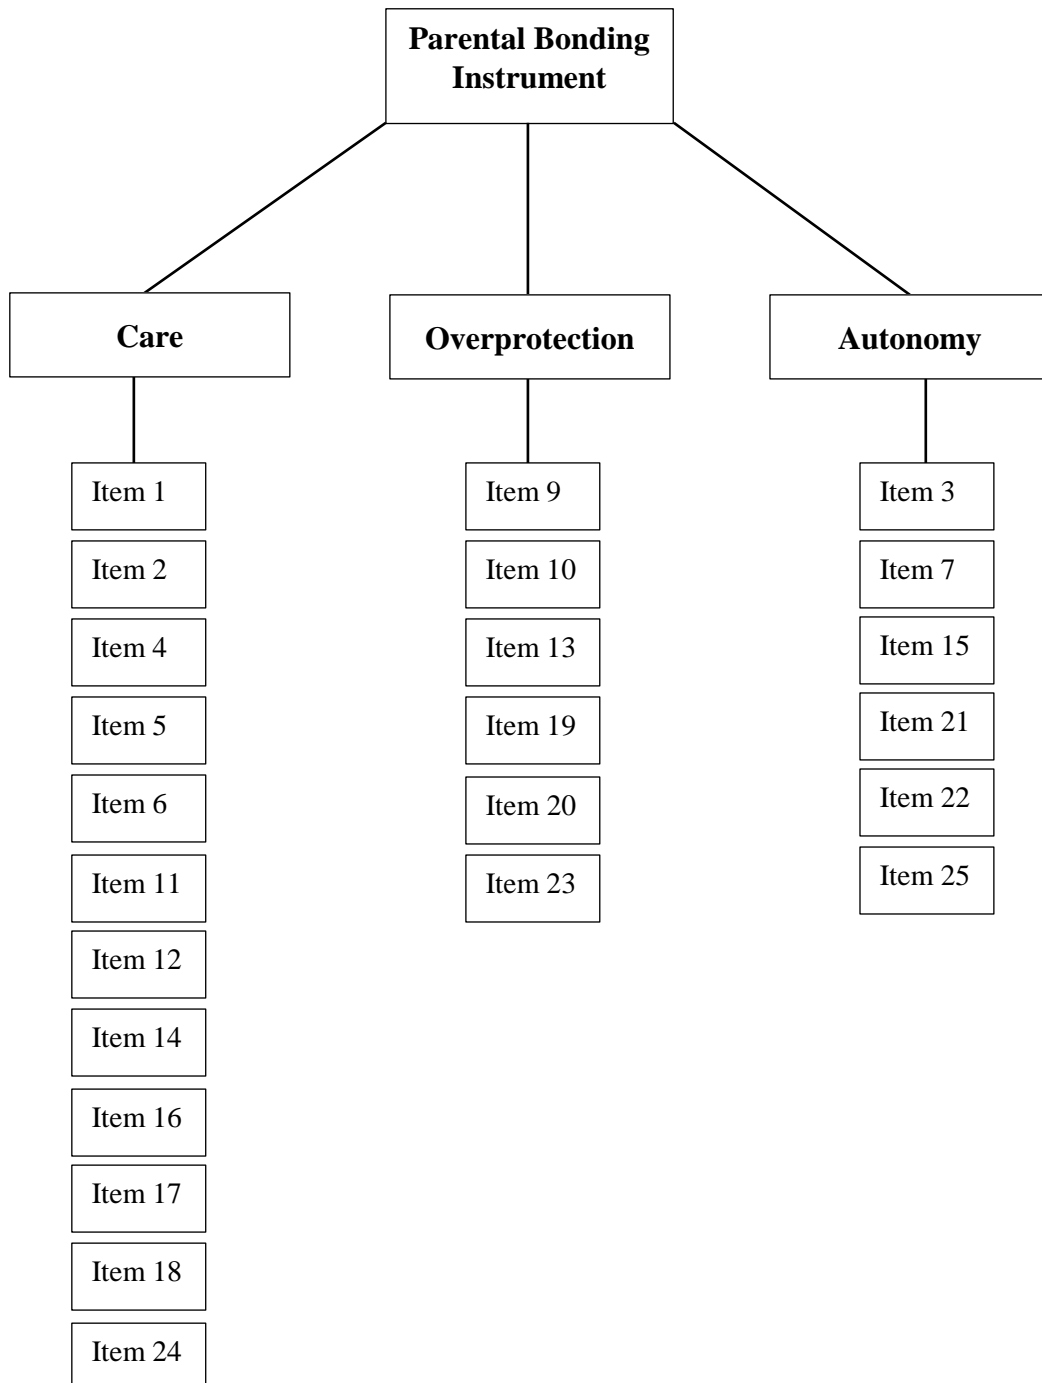 Parental Bonding
Instrument
Care
Overprotection
Autonomy
Item 1
Item 2
Item 4
Item 5
Item 6
Item 11
Item 12
Item 14
Item 16
Item 17
Item 18
Item 24
Item 9
Item 10
Item 13
Item 19
Item 20
Item 23
Item 3
Item 7
Item 15
Item 21
Item 22
Item 25